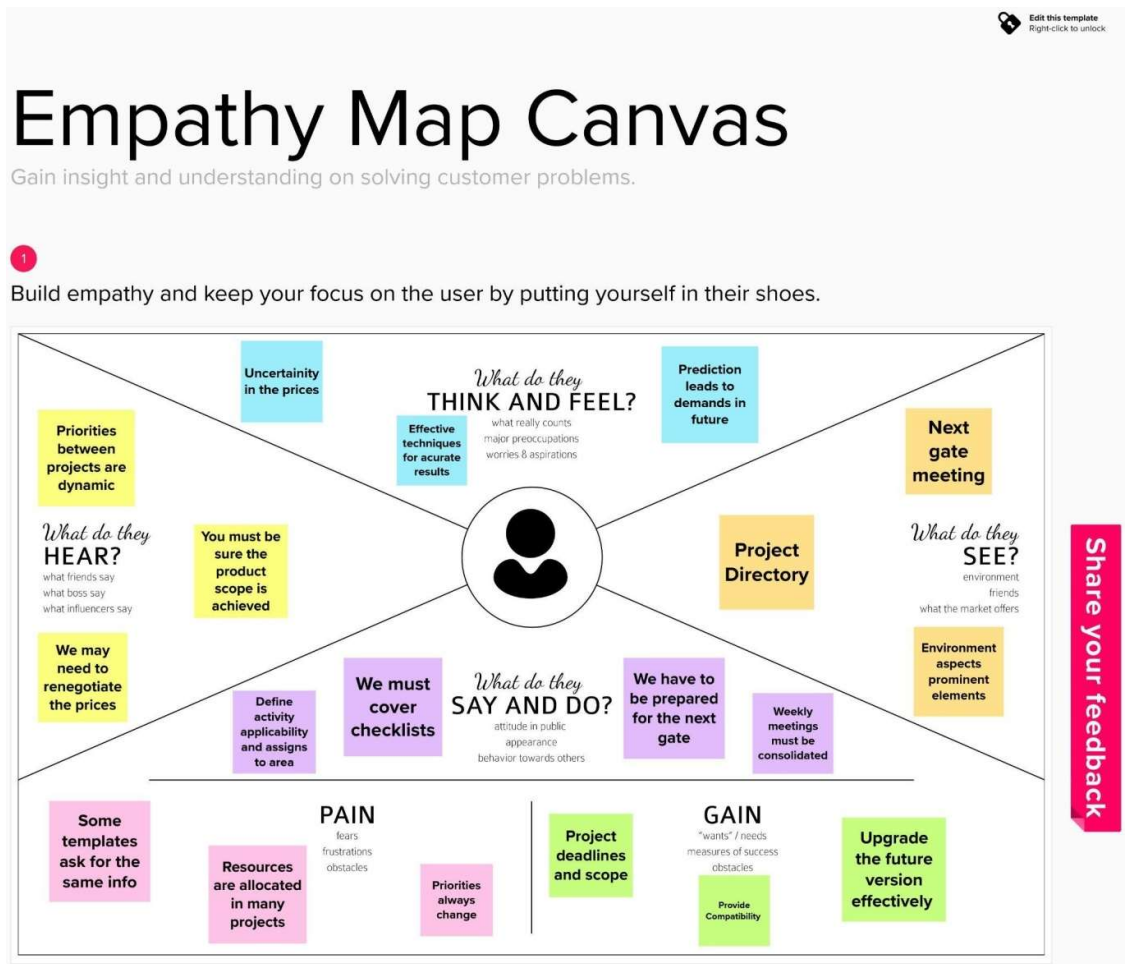 Edit this template
Right-click to unlock
Empathy Map Canvas
Gain insight and understanding on solving customer problems.
1
Build empathy and keep your focus on the user by putting yourself in their shoes.
Uncertainity
in the prices
What do they
THINK AND FEEL?
what really counts
major preoccupations
worries & aspirations
Effective
techniques
for acurate
results
Prediction
leads to
demands in
future
Priorities
between
projects are
dynamic
What do they
HEAR?
what friends say
what boss say
what influencers say
You must be
sure the
product
scope is
achieved
We may
need to
renegotiate
the prices
Next
gate
meeting
Project
Directory
What do they
SEE?
environment
friends
what the market offers
Environment
aspects
prominent
elements
Define
activity
applicability
and assigns
to area
We must
cover
checklists
What do they
SAY AND DO?
attitude in public
appearance
behavior towards others
We have to
be prepared
for the next
gate
Weekly
meetings
must be
consolidated
Some
templates
ask for the
same info
Resources
are allocated
in many
projects
PAIN
fears
frustrations
obstacles
Priorities
always
change
Project
deadlines
and scope
GAIN
"wants" / needs
measures of success
obstacles
Provide
Compatibility
Upgrade
the future
version
effectively
Share your feedback